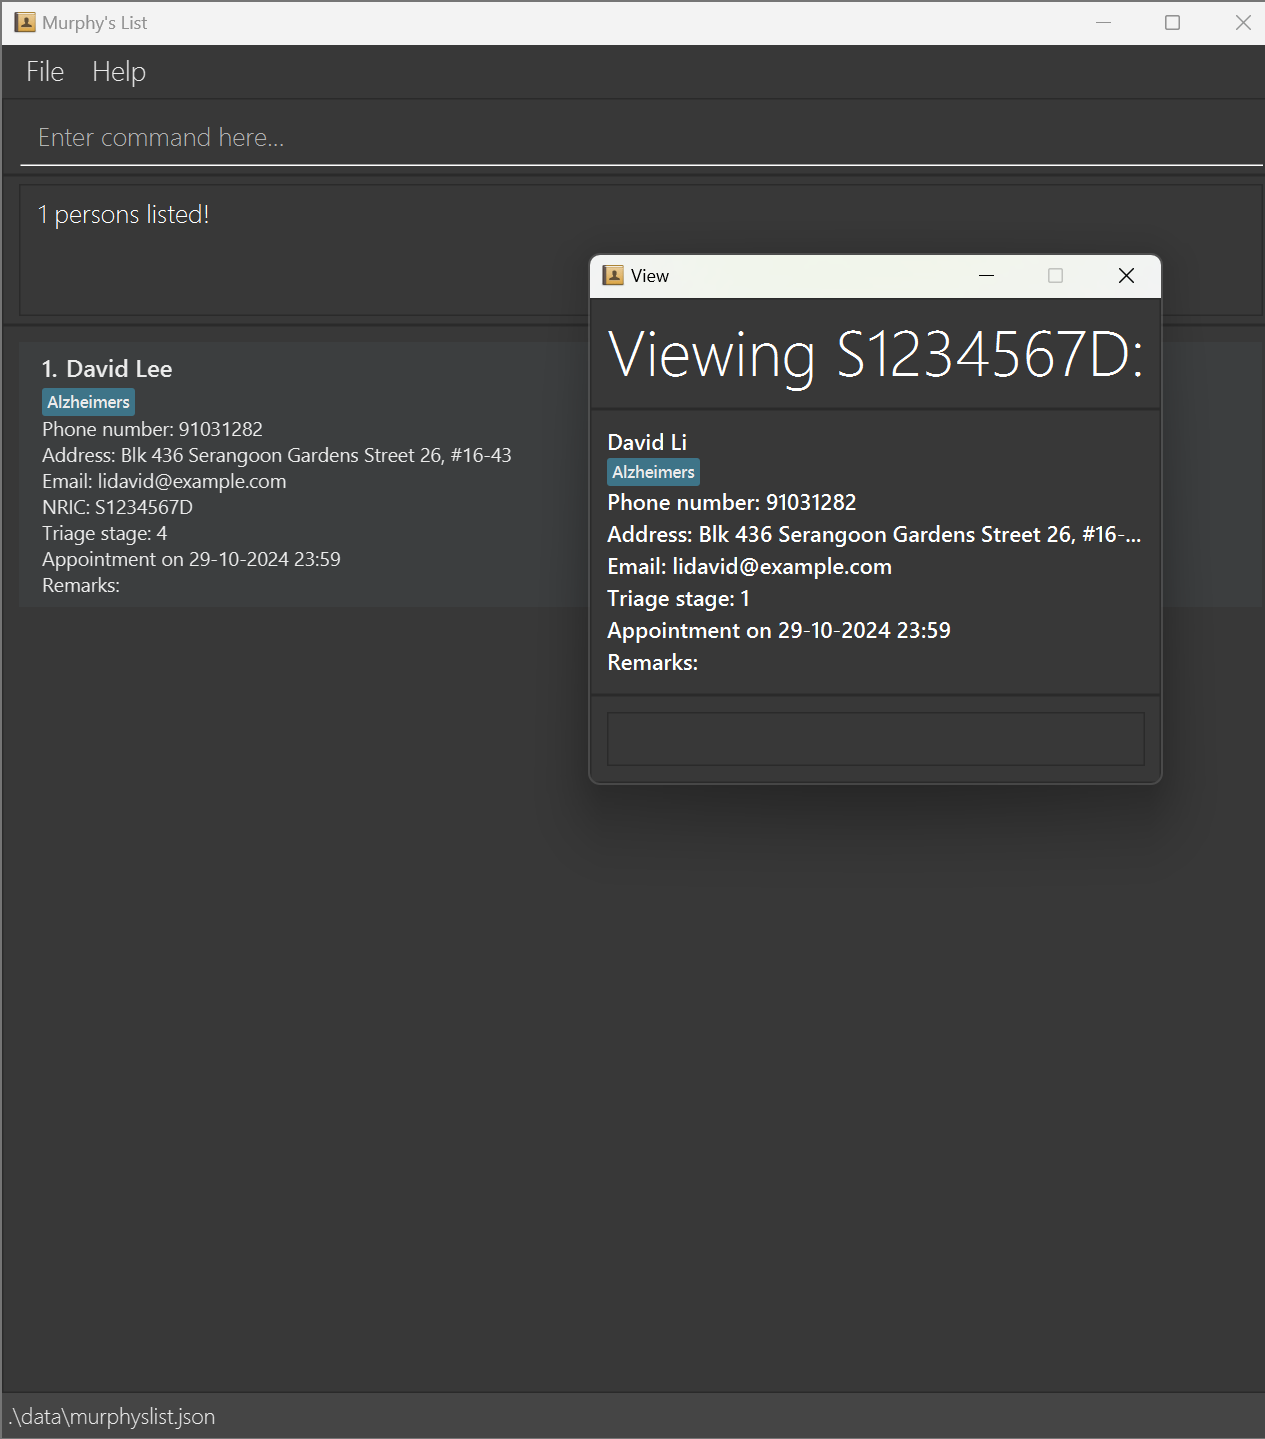 Murphy's List
File Help
Enter command here...
1 persons listed!
1. David Lee
Alzheimers
Phone number: 91031282
Address: Blk 436 Serangoon Gardens Street 26, #16-43
Email: lidavid@example.com
NRIC: S1234567D
Triage stage: 4
Appointment on 29-10-2024 23:59
Remarks:
View
Viewing S1234567D:
David Li
Alzheimers
Phone number: 91031282
Address: Blk 436 Serangoon Gardens Street 26, #16-...
Email: lidavid@example.com
Triage stage: 1
Appointment on 29-10-2024 23:59
Remarks:
.\data\murphyslist.json